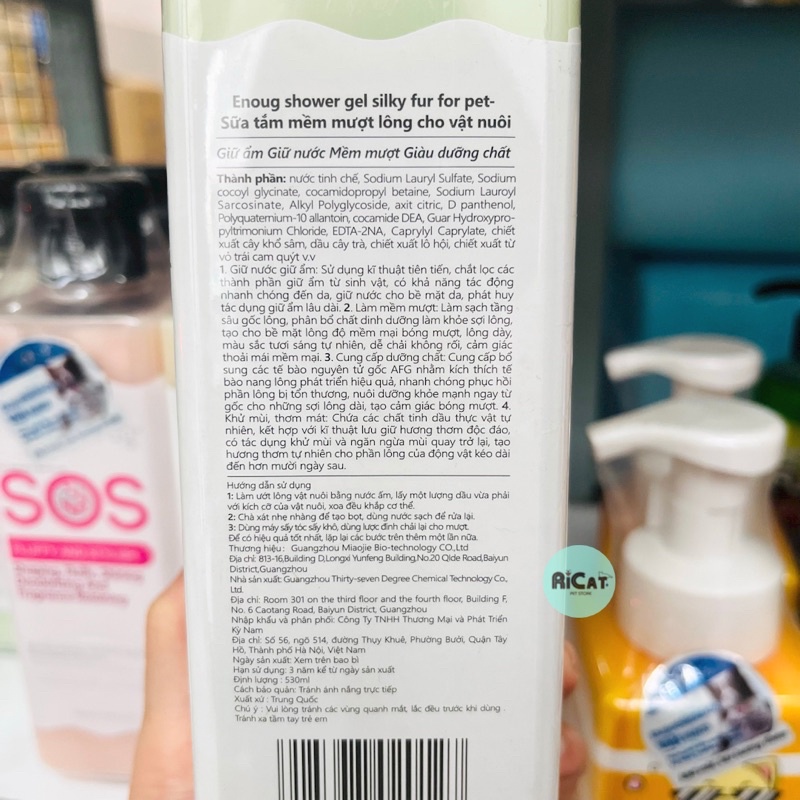 Enoug shower gel silky fur for pet-
Sữa tắm mềm mượt lông cho vật nuôi
Giữ ẩm Giữ nước Mềm mượt Giàu dưỡng chất
Thành phần: nước tinh chế, Sodium Lauryl Sulfate, Sodium
cocoyl glycinate, cocamidopropyl betaine, Sodium Lauroyl
Sarcosinate, Alkyl Polyglycoside, axit citric, D panthenol,
Polyquatemium-10 allantoin, cocamide DEA, Guar Hydroxypro-
pyltrimonium Chloride, EDTA-2NA, Caprylyl Caprylate, chiết
xuất cây khổ sâm, dầu cây trà, chiết xuất lô hội, chiết xuất từ
vỏ trái cam quýt v.v
1. Giữ nước giữ ẩm: Sử dụng kĩ thuật tiên tiến, chắt lọc các
thành phần giữ ẩm từ sinh vật, có khả năng tác động
nhanh chóng đến da, giữ nước cho bề mặt da, phát huy
tác dụng giữ ẩm lâu dài. 2. Làm mềm mượt: Làm sạch tầng
sâu gốc lông, phân bổ chất dinh dưỡng làm khỏe sợi lông,
tạo cho bề mặt lông độ mềm mại bóng mượt, lông dày,
màu sắc tươi sáng tự nhiên, dễ chải không rối, cảm giác
thoải mái mềm mại. 3. Cung cấp dưỡng chất: Cung cấp bổ
sung các tế bào nguyên tử gốc AFG nhằm kích thích tế
bào nang lông phát triển hiệu quả, nhanh chóng phục hồi
phần lông bị tổn thương, nuôi dưỡng khỏe mạnh ngay từ
gốc cho những sợi lông dài, tạo cảm giác bóng mượt. 4.
Khử mùi, thơm mát: Chứa các chất tinh dầu thực vật tự
nhiên, kết hợp với kĩ thuật lưu giữ hương thơm độc đáo,
có tác dụng khử mùi và ngăn ngừa mùi quay trở lại, tạo
hương thơm tự nhiên cho phần lông của động vật kéo dài
đến hơn mười ngày sau.
Hướng dẫn sử dụng
1: Làm ướt lông vật nuôi bằng nước ấm, lấy một lượng dầu vừa phải
với kích cỡ của vật nuôi, xoa đều khắp cơ thể.
2: Chà xát nhẹ nhàng để tạo bọt, dùng nước sạch để rửa lại.
3: Dùng máy sấy tóc sấy khô, dùng lược đinh chải lại cho mượt.
Để có hiệu quả tốt nhất, lặp lại các bước trên thêm một lần nữa.
Thương hiệu: Guangzhou Miaojie Bio-technology CO.,Ltd
Địa chỉ: 813-16,Building D,Longxi Yunfeng Building,No.20 QIde Road,Baiyun
District,Guangzhou
Nhà sản xuất: Guangzhou Thirty-seven Degree Chemical Technology Co.,
Ltd.
Địa chỉ: Room 301 on the third floor and the fourth floor, Building F,
No. 6 Caotang Road, Baiyun District, Guangzhou
Nhập khẩu và phân phối: Công Ty TNHH Thương Mại và Phát Triển
Kỳ Nam
Địa chỉ: Số 56, ngõ 514, đường Thụy Khuê, Phường Bưởi, Quận Tây
Hồ, Thành phố Hà Nội, Việt Nam
Ngày sản xuất: Xem trên bao bì
Hạn sử dụng: 3 năm kể từ ngày sản xuất
Định lượng : 530ml
Cách bảo quản: Tránh ánh nắng trực tiếp
Xuất xứ : Trung Quốc
Chú ý : Vui lòng tránh các vùng quanh mắt, lắc đều trước khi dùng .
Tránh xa tầm tay trẻ em
SOS
RiCAT
PET STORE